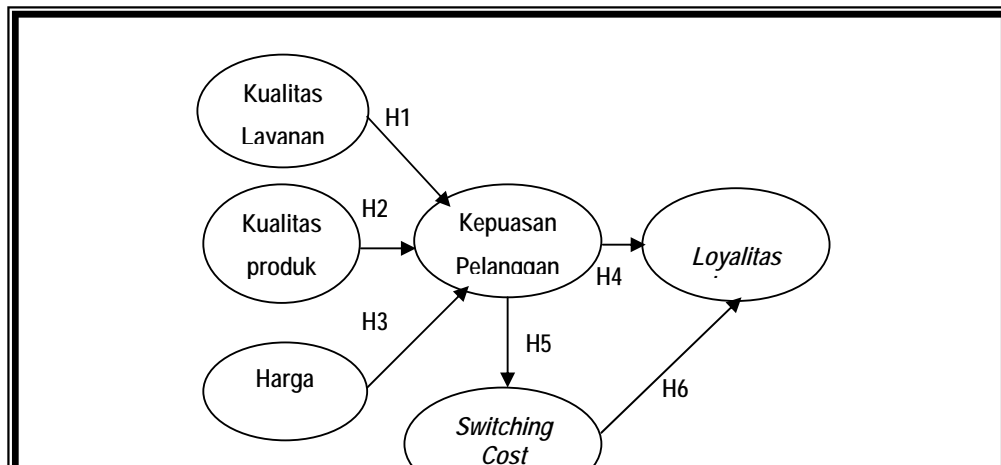 Kualitas
Layanan
H1
H2
Kualitas
produk
Kepuasan
Pelanggan
H4
Loyalitas
H3
H5
Harga
H6
Switching
Cost